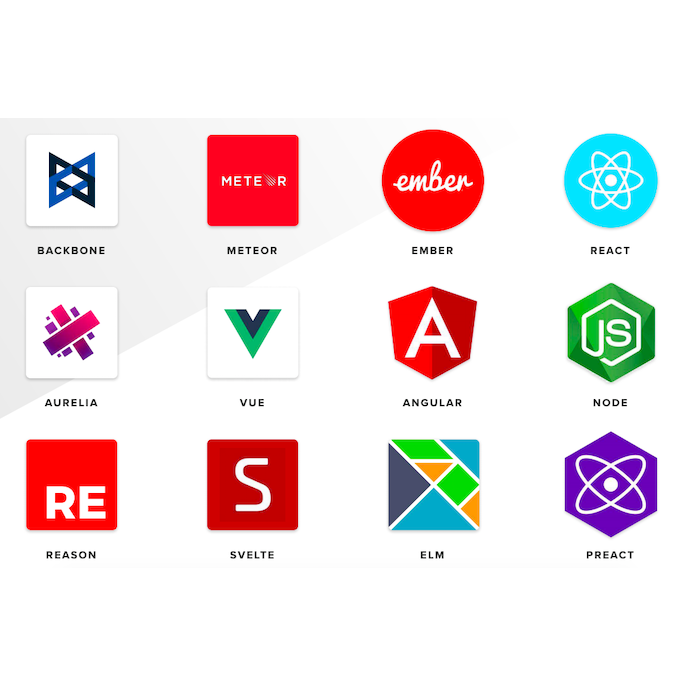 METEOR
ember
BACKBONE
METEOR
EMBER
REACT
A
JS
AURELIA
VUE
ANGULAR
NODE
RE
S
REASON
SVELTE
ELM
PREACT